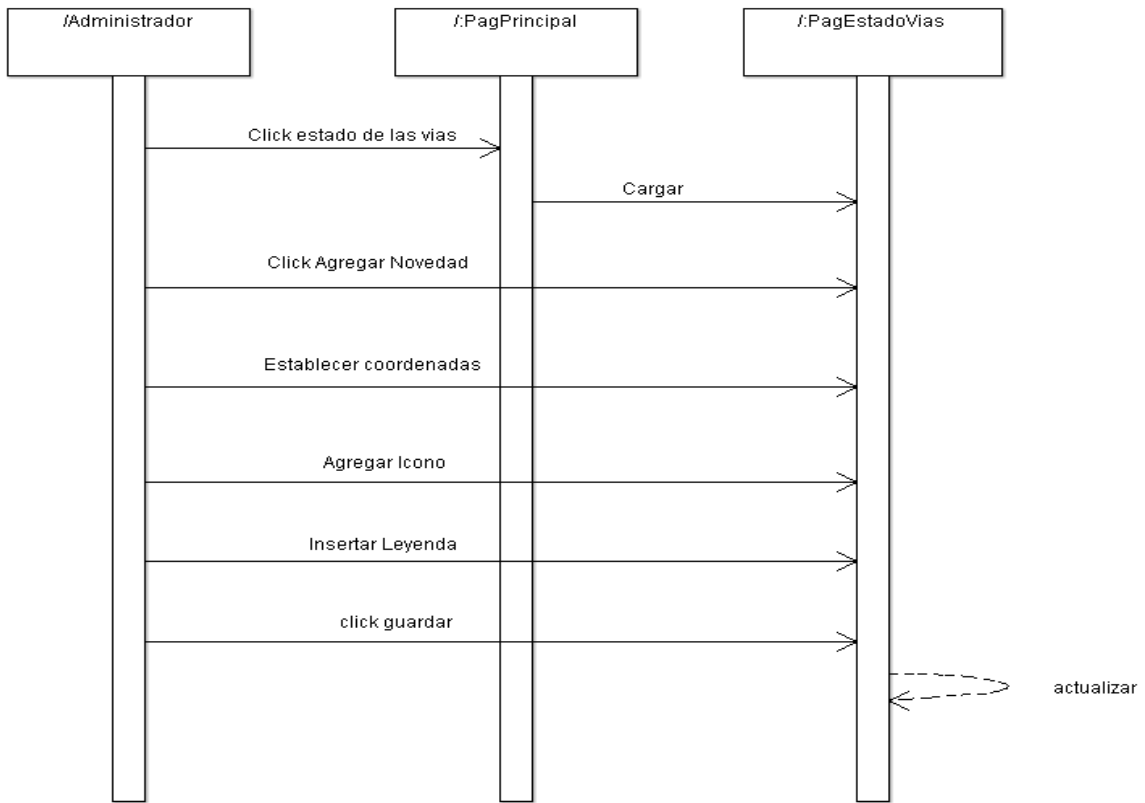 /Administrador
/:PagPrincipal
/:PagEstadoVias
Click estado de las vias
Cargar
Click Agregar Novedad
Establecer coordenadas
Agregar Icono
Insertar Leyenda
click guardar
actualizar